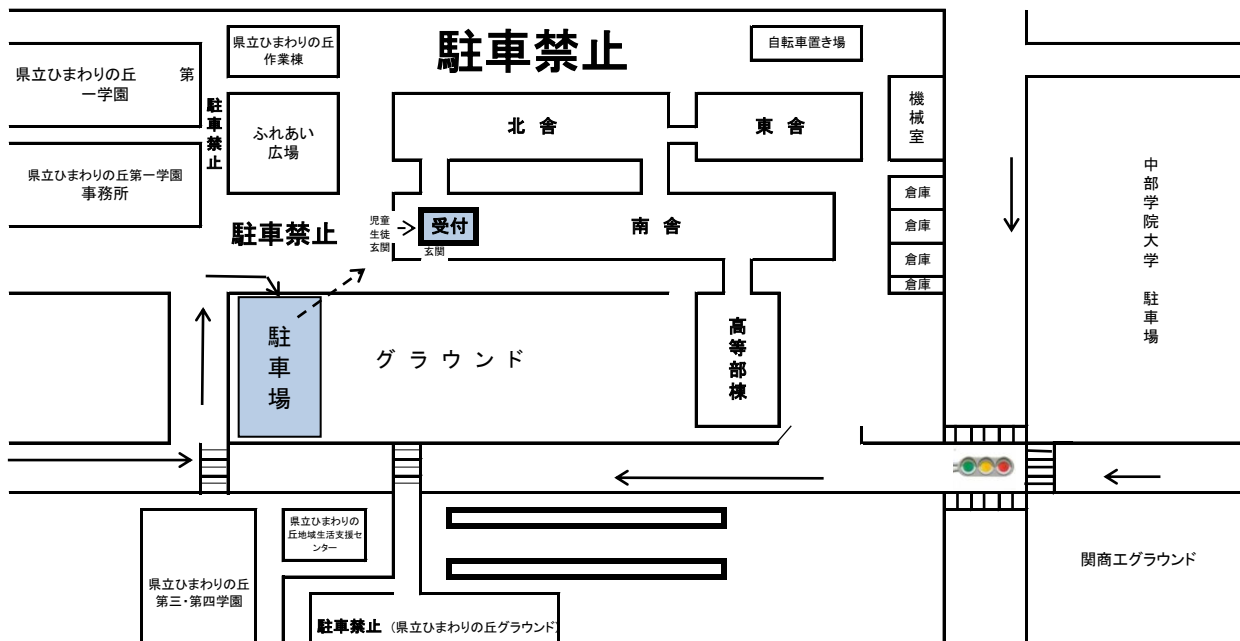 県立ひまわりの丘 第
一学園
県立ひまわりの丘
作業棟
駐車禁止
自転車置き場
駐車禁止
ふれあい
広場
北 舎
東 舎
機械室
県立ひまわりの丘第一学園
事務所
倉庫
倉庫
倉庫
倉庫
中部学院大学 駐車場
駐車禁止
児童
生徒
玄関
受付
玄関
南 舎
駐車場
グ ラ ウ ン ド
高等部棟
県立ひまわりの
丘地域生活支援セ
ンター
関商工グラウンド
県立ひまわりの丘
第三・第四学園
駐車禁止 (県立ひまわりの丘グラウンド)